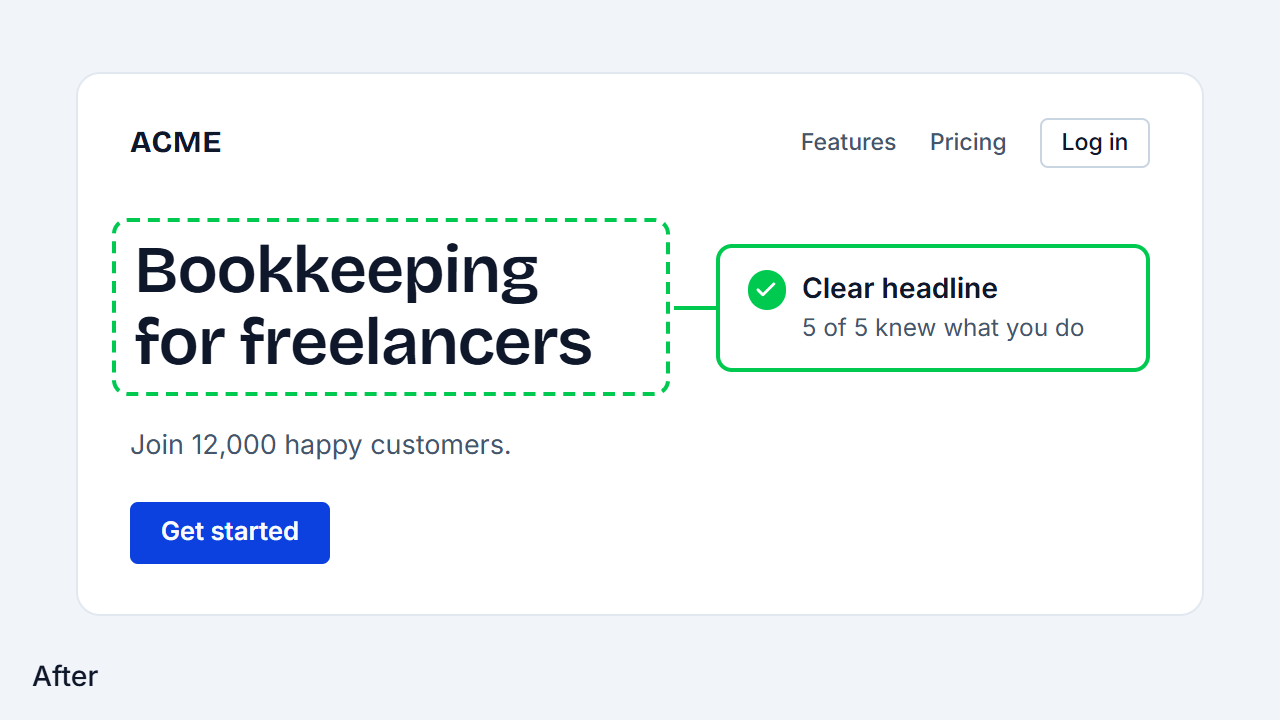 ACME
Features
Pricing
Log in
Bookkeeping
for freelancers
Clear headline
5 of 5 knew what you do
Join 12,000 happy customers.
Get started
After